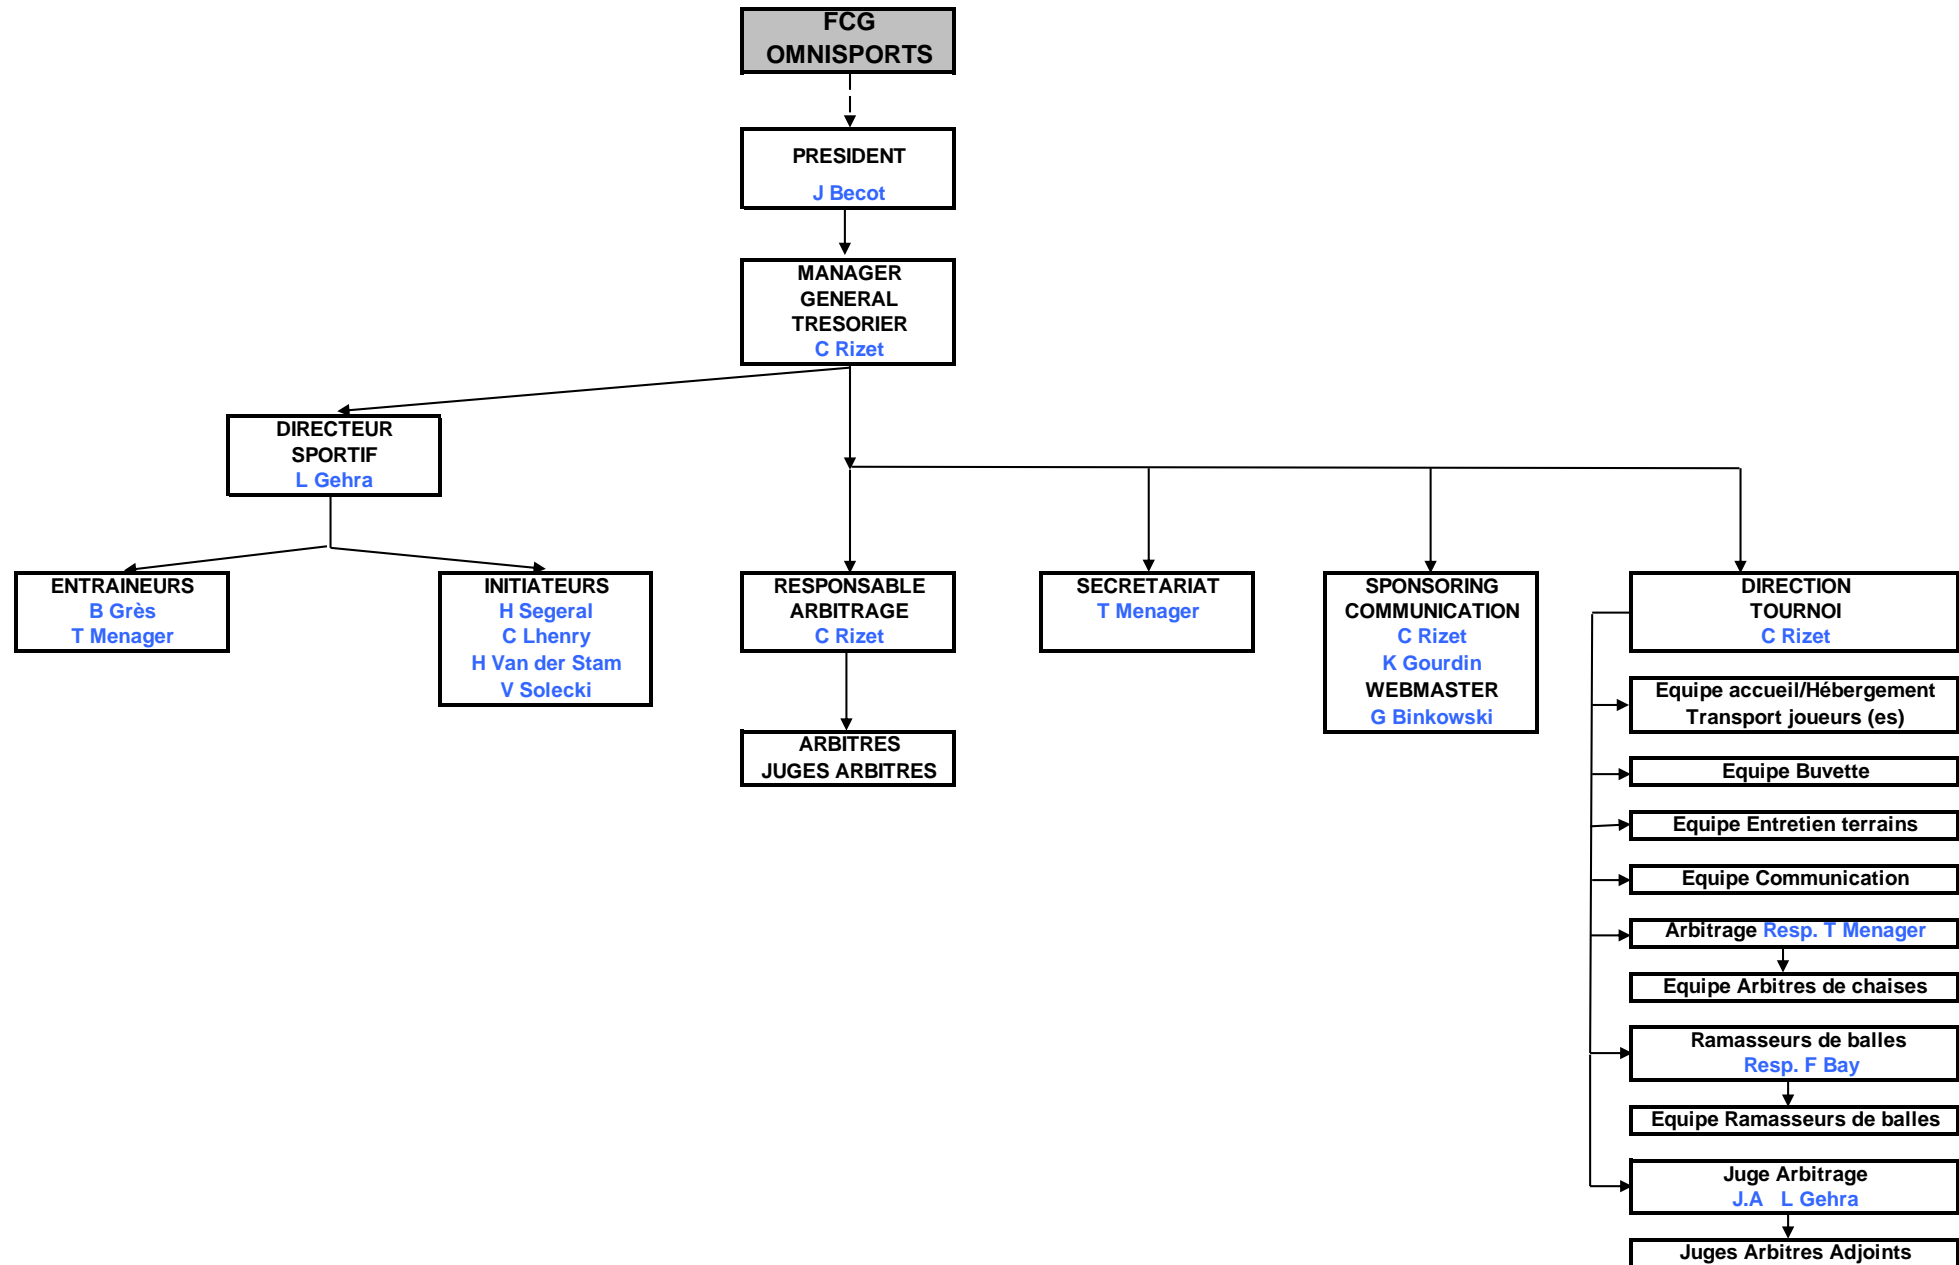 FCG
OMNISPORTS
PRESIDENT
J Becot
MANAGER
GENERAL
TRESORIER
C Rizet
DIRECTEUR
SPORTIF
L Gehra
ENTRAINEURS
B Grès
T Menager
INITIATEURS
H Segeral
C Lhenry
H Van der Stam
V Solecki
RESPONSABLE
ARBITRAGE
C Rizet
ARBITRES
JUGES ARBITRES
SECRETARIAT
T Menager
SPONSORING
COMMUNICATION
C Rizet
K Gourdin
WEBMASTER
G Binkowski
DIRECTION
TOURNOI
C Rizet
Equipe accueil/Hébergement
Transport joueurs (es)
Equipe Buvette
Equipe Entretien terrains
Equipe Communication
Arbitrage Resp. T Menager
Equipe Arbitres de chaises
Ramasseurs de balles
Resp. F Bay
Equipe Ramasseurs de balles
Juge Arbitrage
J.A L Gehra
Juges Arbitres Adjoints